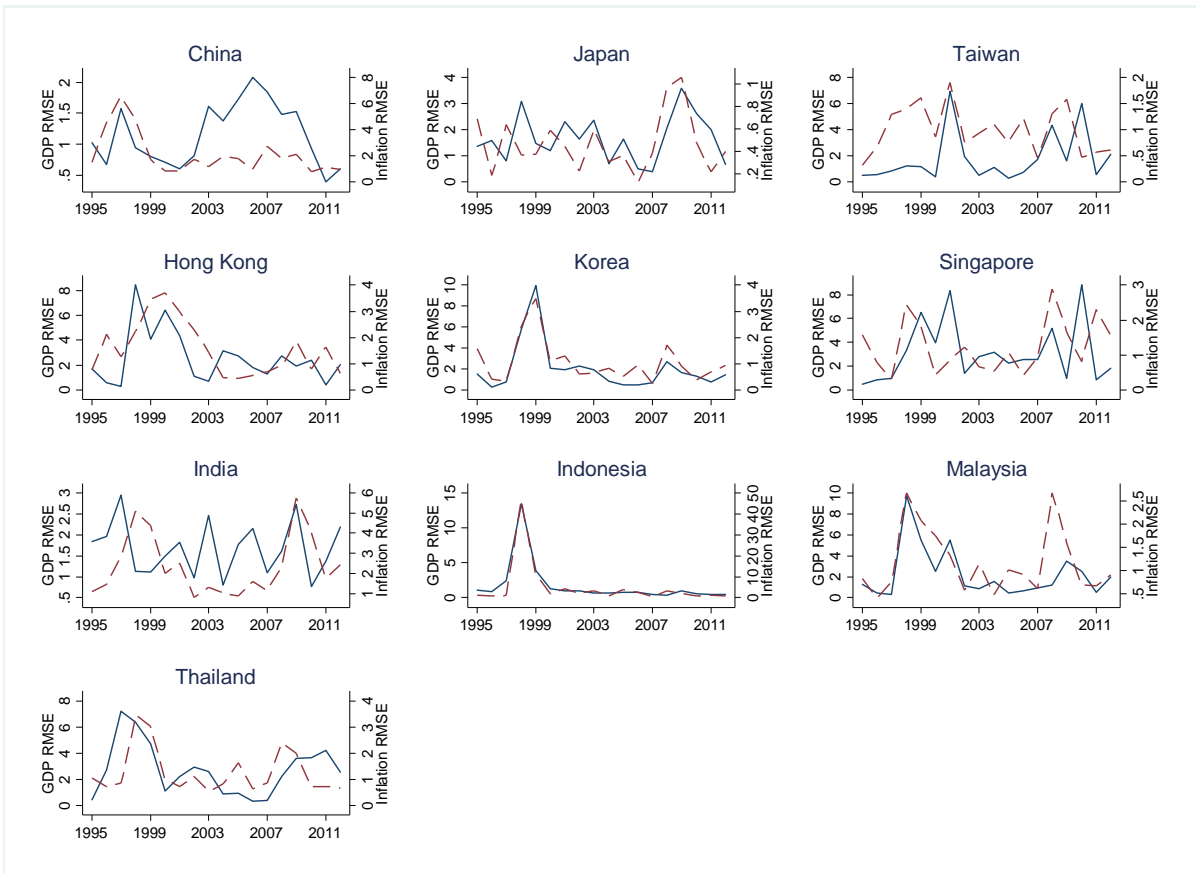 China
GDP RMSE
.5 1 1.5 2
0 2 4 6 8
Inflation RMSE
1995 1999 2003 2007 2011
Japan
GDP RMSE
0 1 2 3 4
.2 .4 .6 .8 1
Inflation RMSE
1995 1999 2003 2007 2011
Taiwan
GDP RMSE
0 2 4 6 8
0 .5 1 1.5 2
Inflation RMSE
1995 1999 2003 2007 2011
Hong Kong
GDP RMSE
0 2 4 6 8
0 1 2 3 4
Inflation RMSE
1995 1999 2003 2007 2011
Korea
GDP RMSE
0 2 4 6 8 10
0 1 2 3 4
Inflation RMSE
1995 1999 2003 2007 2011
Singapore
GDP RMSE
0 2 4 6 8
0 1 2 3
Inflation RMSE
1995 1999 2003 2007 2011
India
GDP RMSE
.5 1 1.5 2 2.5 3
1 2 3 4 5 6
Inflation RMSE
1995 1999 2003 2007 2011
Indonesia
GDP RMSE
0 5 10 15
0 10 20 30 40 50
Inflation RMSE
1995 1999 2003 2007 2011
Malaysia
GDP RMSE
0 2 4 6 8 10
.5 1 1.5 2 2.5
Inflation RMSE
1995 1999 2003 2007 2011
Thailand
GDP RMSE
0 2 4 6 8
0 1 2 3 4
Inflation RMSE
1995 1999 2003 2007 2011